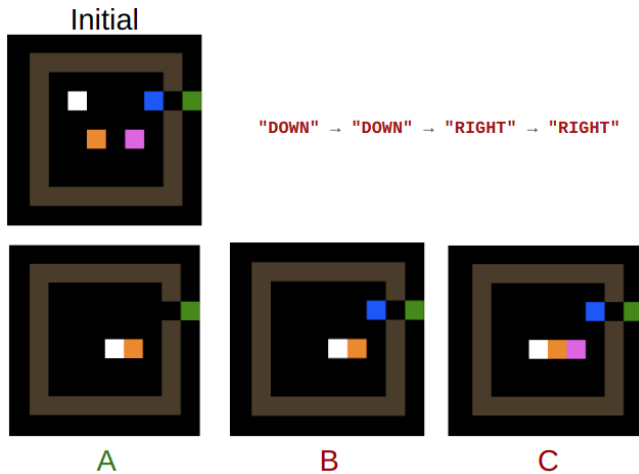 Initial
"DOWN" → "DOWN" → "RIGHT" → "RIGHT"
A
B
C